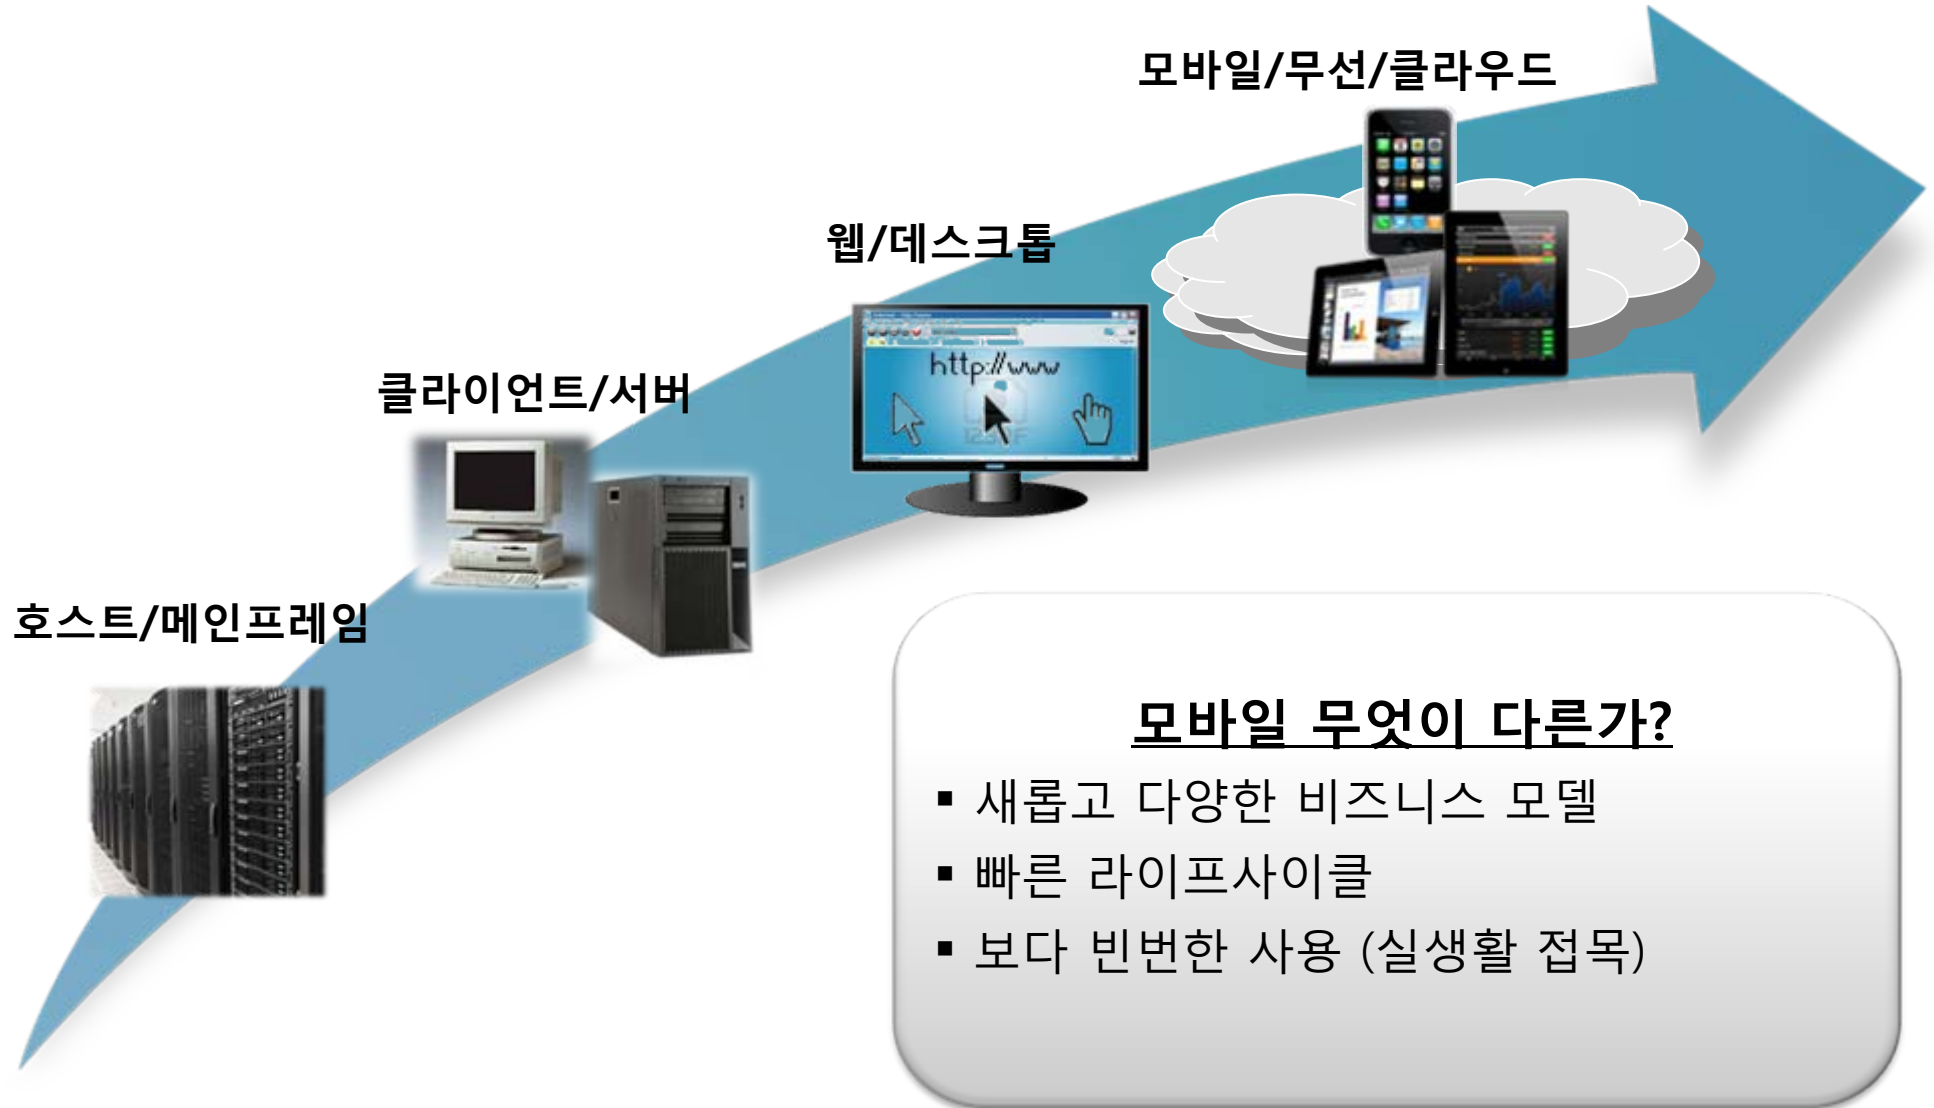 모바일/무선/클라우드
웹/데스크톱
http://www
클라이언트/서버
호스트/메인프레임
모바일 무엇이 다른가?
▪ 새롭고 다양한 비즈니스 모델
▪ 빠른 라이프사이클
▪ 보다 빈번한 사용 (실생활 접목)